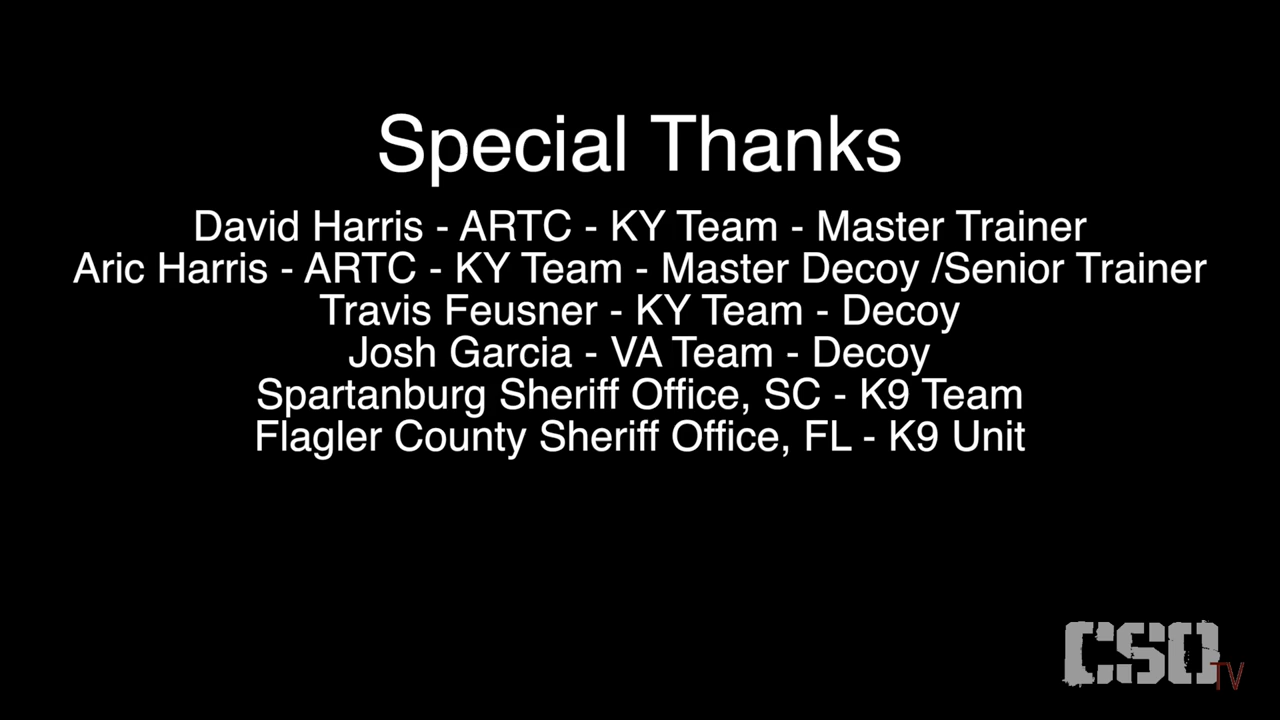 Special Thanks
David Harris - ARTC - KY Team - Master Trainer
Aric Harris - ARTC - KY Team - Master Decoy /Senior Trainer
Travis Feusner - KY Team - Decoy
Josh Garcia - VA Team - Decoy
Spartanburg Sheriff Office, SC - K9 Team
Flagler County Sheriff Office, FL - K9 Unit
CSO TV